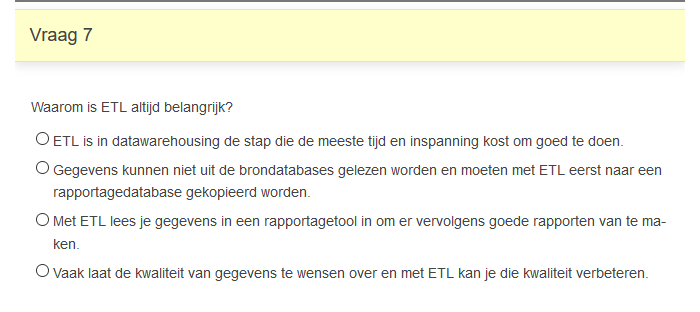 Vraag 7
Waarom is ETL altijd belangrijk?
ETL is in datawarehousing de stap die de meeste tijd en inspanning kost om goed te doen.
Gegevens kunnen niet uit de brondatabases gelezen worden en moeten met ETL eerst naar een
rapportagedatabase gekopieerd worden.
Met ETL lees je gegevens in een rapportagetool in om er vervolgens goede rapporten van te ma-
ken.
Vaak laat de kwaliteit van gegevens te wensen over en met ETL kan je die kwaliteit verbeteren.